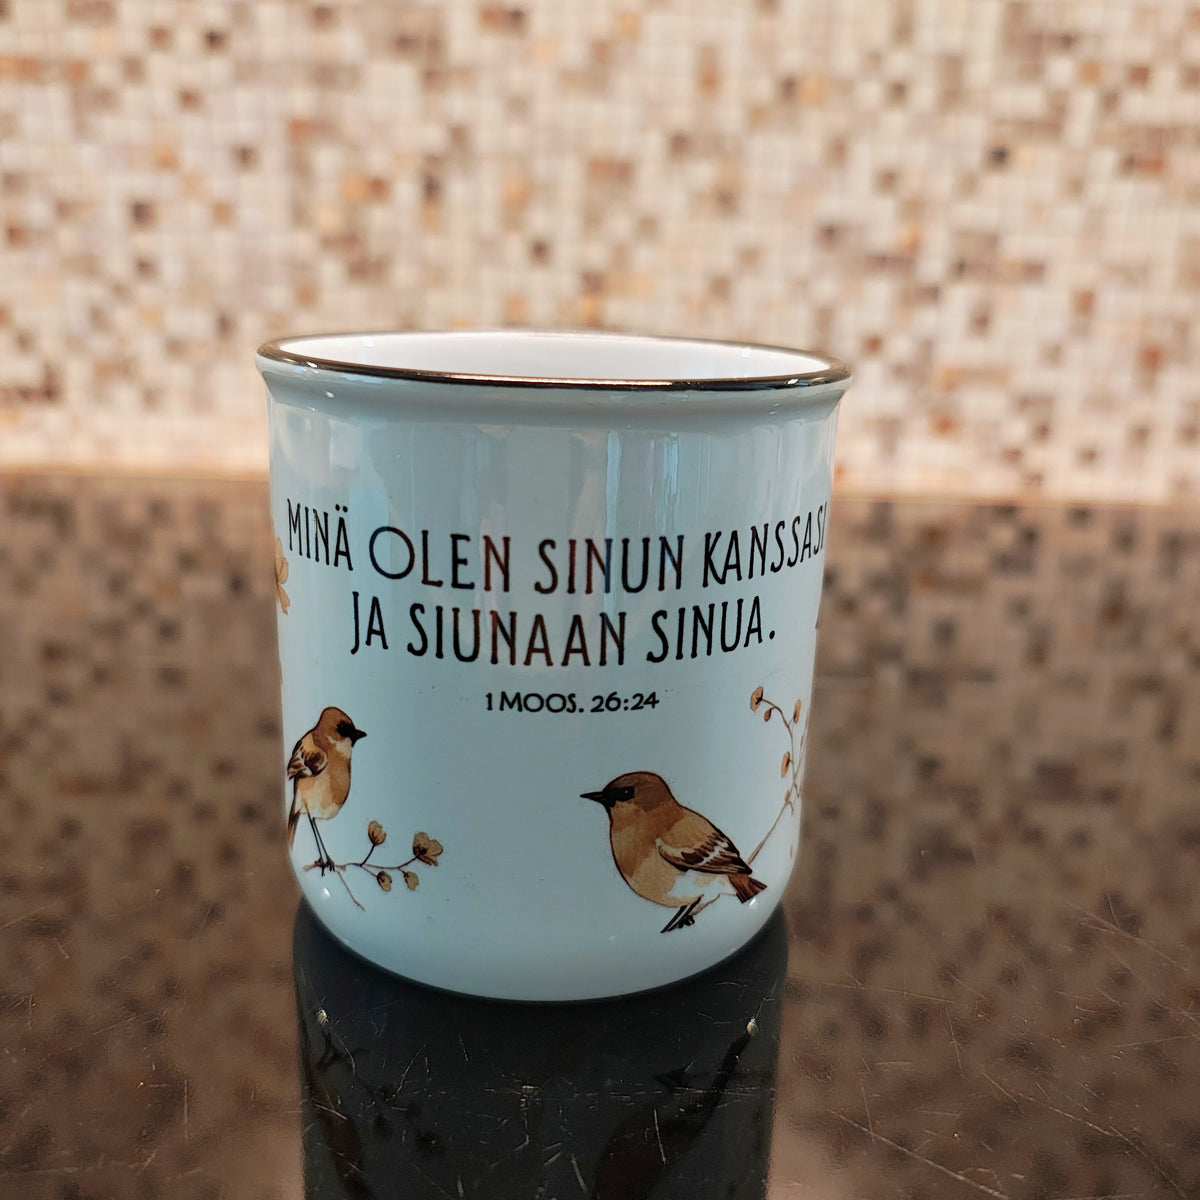 MINÄ OLEN SINUN KANSSASI
JA SIUNAAN SINUA.
1 MOOS. 26:24